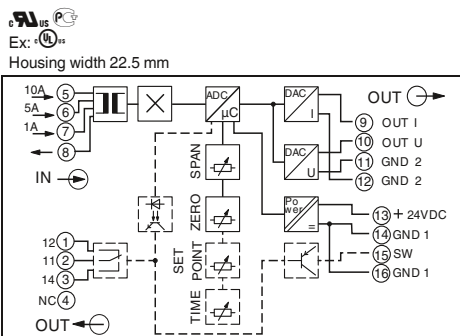 c RU US PG
Ex: c UL us
Housing width 22.5 mm
10A 5
5A 6
1A 7
8
IN
ADC
µC
DAC
I
DAC
U
OUT
9 OUT I
10 OUT U
11 GND 2
12 GND 2
Po
wer
=
13 + 24VDC
14 GND 1
15 SW
16 GND 1
SPAN
ZERO
SET
POINT
TIME
12 1
11 2
14 3
NC 4
OUT